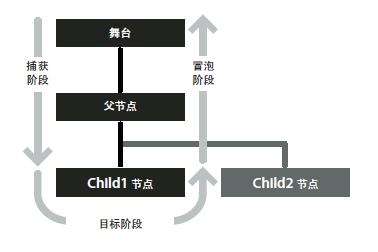 舞台
捕获
阶段
冒泡
阶段
父节点
Child1 节点
Child2 节点
目标阶段